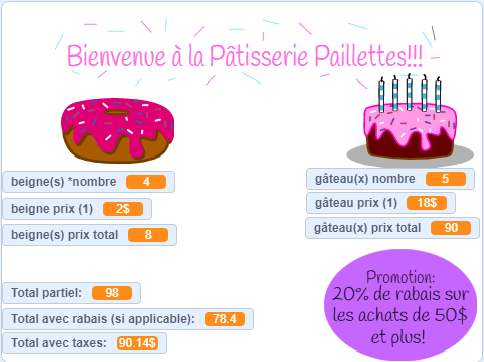 Bienvenue à la Pâtisserie Paillettes!!!
beigne(s) *nombre 4
beigne prix (1) 2$
beigne(s) prix total 8
gâteau(x) nombre 5
gâteau prix (1) 18$
gâteau(x) prix total 90
Total partiel: 98
Total avec rabais (si applicable): 78.4
Total avec taxes: 90.14$
Promotion:
20% de rabais sur
les achats de 50$
et plus!